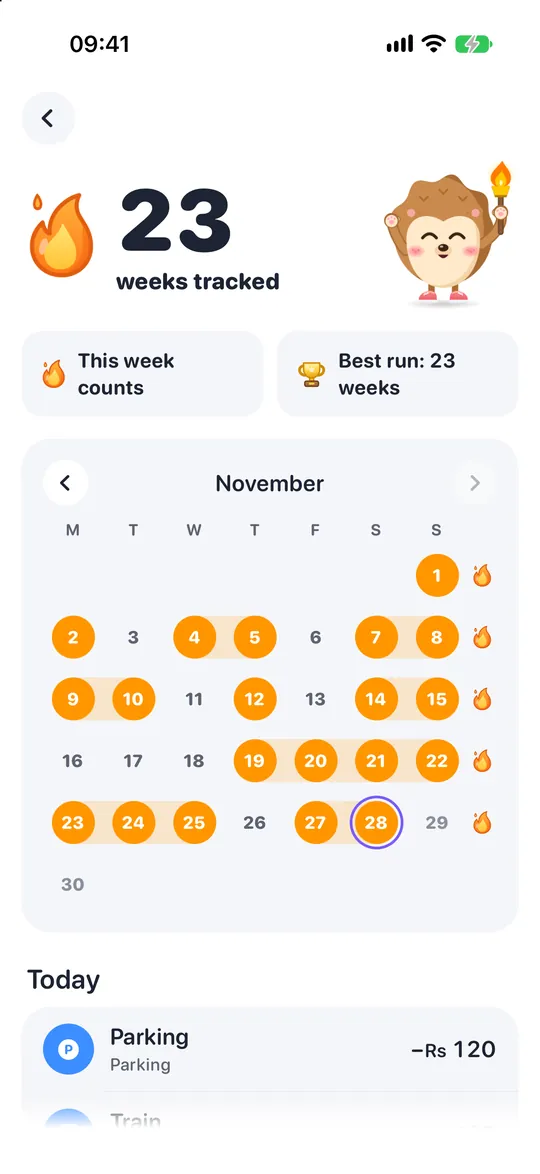 09:41
23
weeks tracked
This week
counts
Best run: 23
weeks
November
M T W T F S S
1
2 3 4 5 6 7 8
9 10 11 12 13 14 15
16 17 18 19 20 21 22
23 24 25 26 27 28 29
30
Today
P
Parking
−Rs 120
Parking
Train